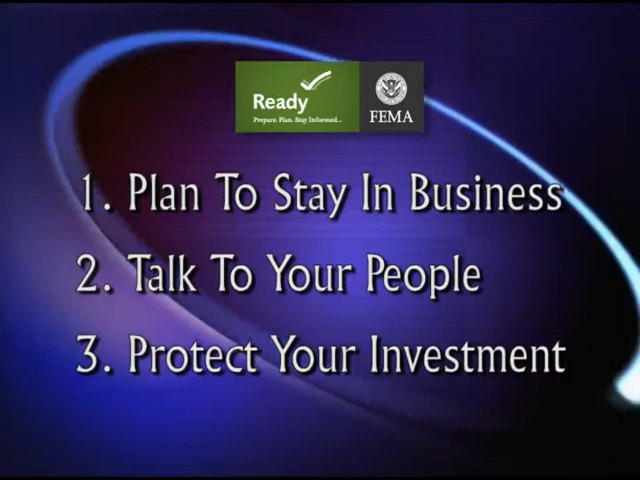 Ready
Prepare. Plan. Stay Informed..
FEMA
1. Plan To Stay In Business
2. Talk To Your People
3. Protect Your Investment